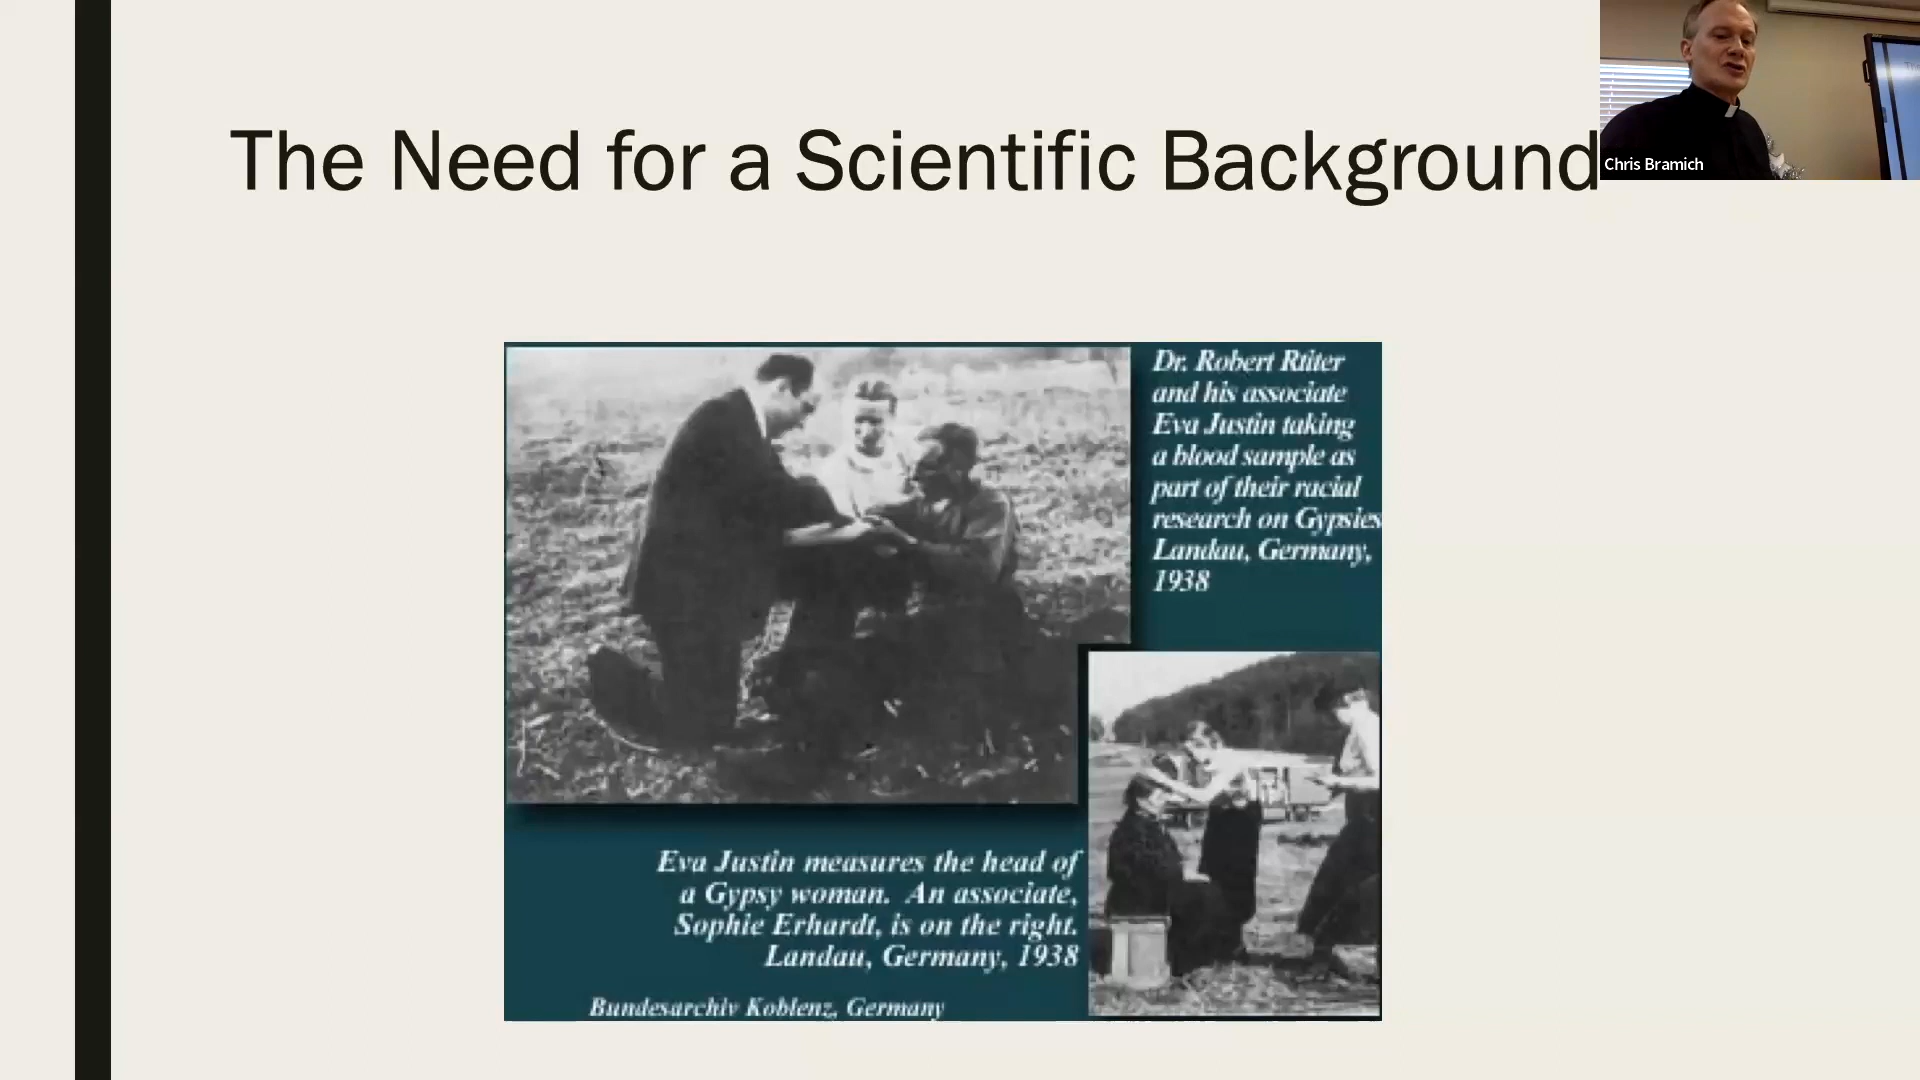 The Need for a Scientific Background
Chris Bramich
Dr. Robert Ritter
and his associate
Eva Justin taking
a blood sample as
part of their racial
research on Gypsies
Landau, Germany,
1938
Eva Justin measures the head of
a Gypsy woman. An associate,
Sophie Erhardt, is on the right.
Landau, Germany, 1938
Bundesarchiv Koblenz, Germany